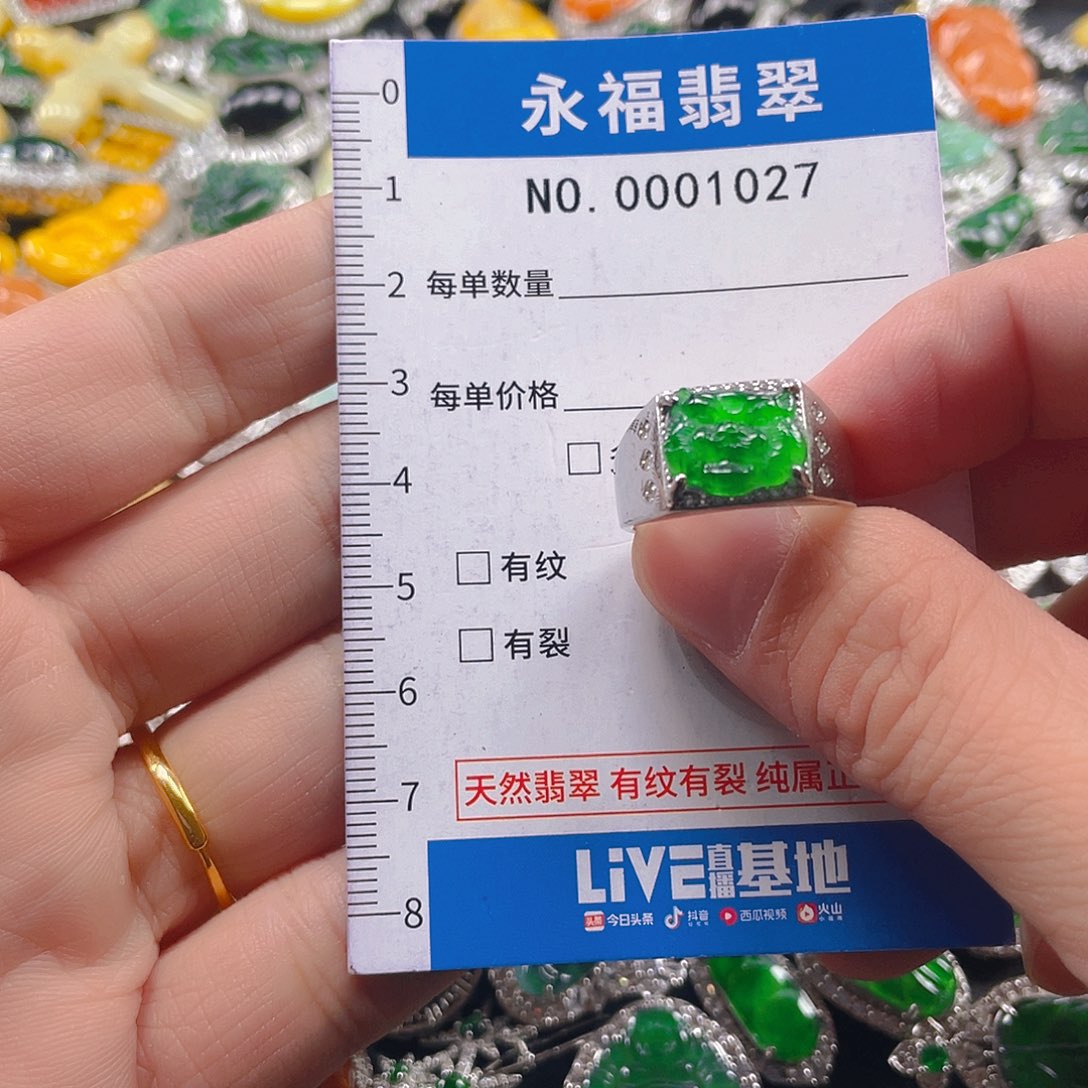 永福翡翠
NO. 0001027
0
1
2
3
4
5
6
7
8
每单数量
每单价格
有纹
有裂
天然翡翠 有纹有裂 纯属正
LiVE直播基地
头条 今日头条 抖音 西瓜视频 火山